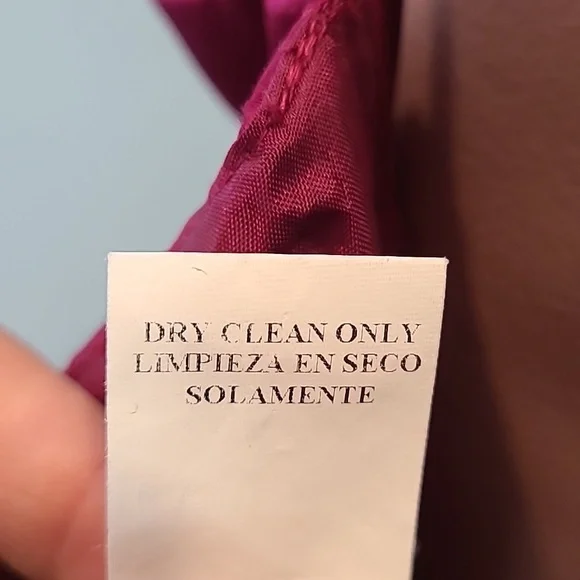 DRY CLEAN ONLY
LIMPIEZA EN SECO
SOLAMENTE